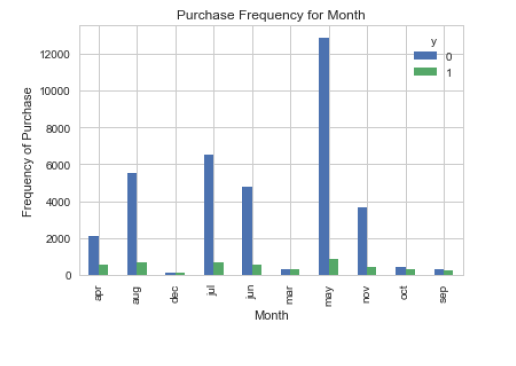 Purchase Frequency for Month
y
0
1
12000
10000
8000
6000
4000
2000
0
Frequency of Purchase
apr
aug
dec
jul
jun
mar
may
nov
oct
sep
Month